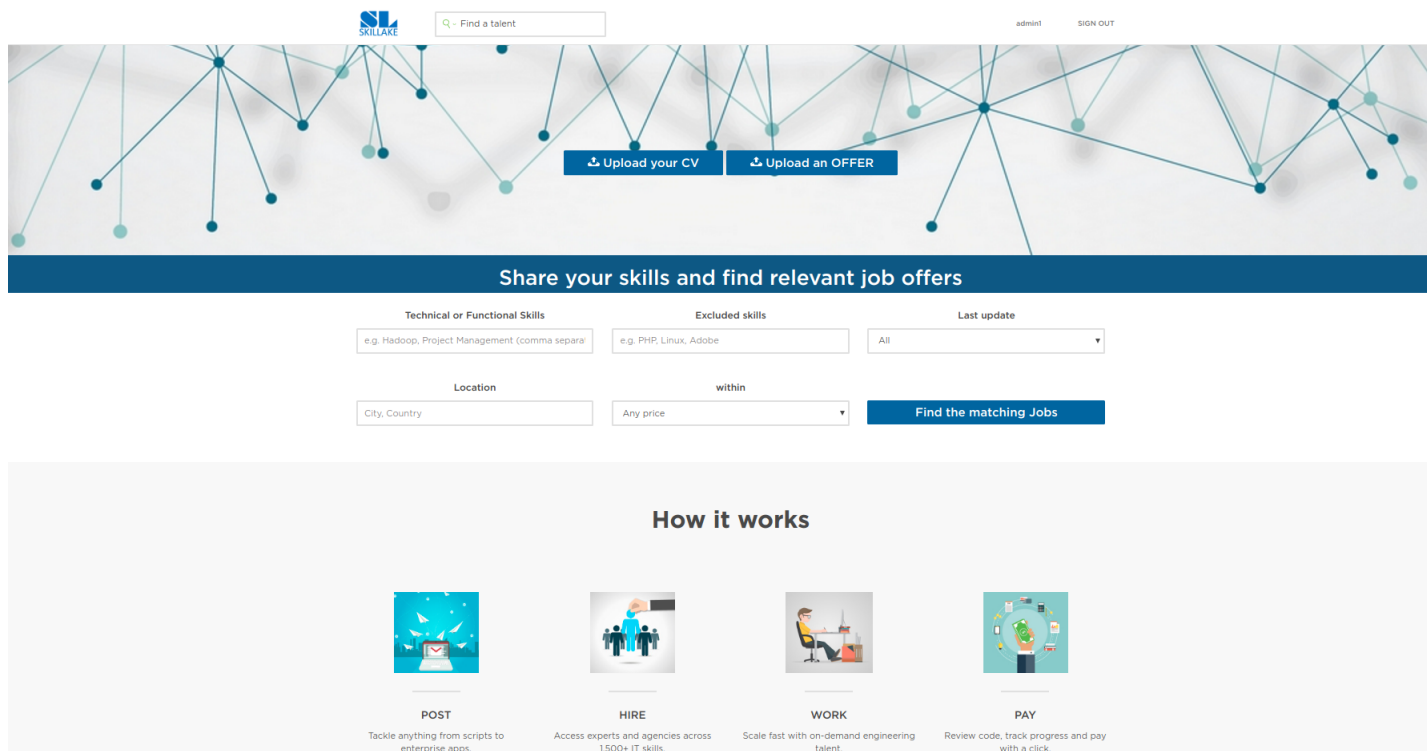 SL
SKILLAKE
Find a talent
admin1
SIGN OUT
Upload your CV
Upload an OFFER
Share your skills and find relevant job offers
Technical or Functional Skills
Excluded skills
Last update
e.g. Hadoop, Project Management (comma separa
e.g. PHP, Linux, Adobe
All
Location
within
City, Country
Any price
Find the matching Jobs
How it works
POST
HIRE
WORK
PAY
Tackle anything from scripts to
enterprise apps.
Access experts and agencies across
1,500+ IT skills.
Scale fast with on-demand engineering
talent.
Review code, track progress and pay
with a click.